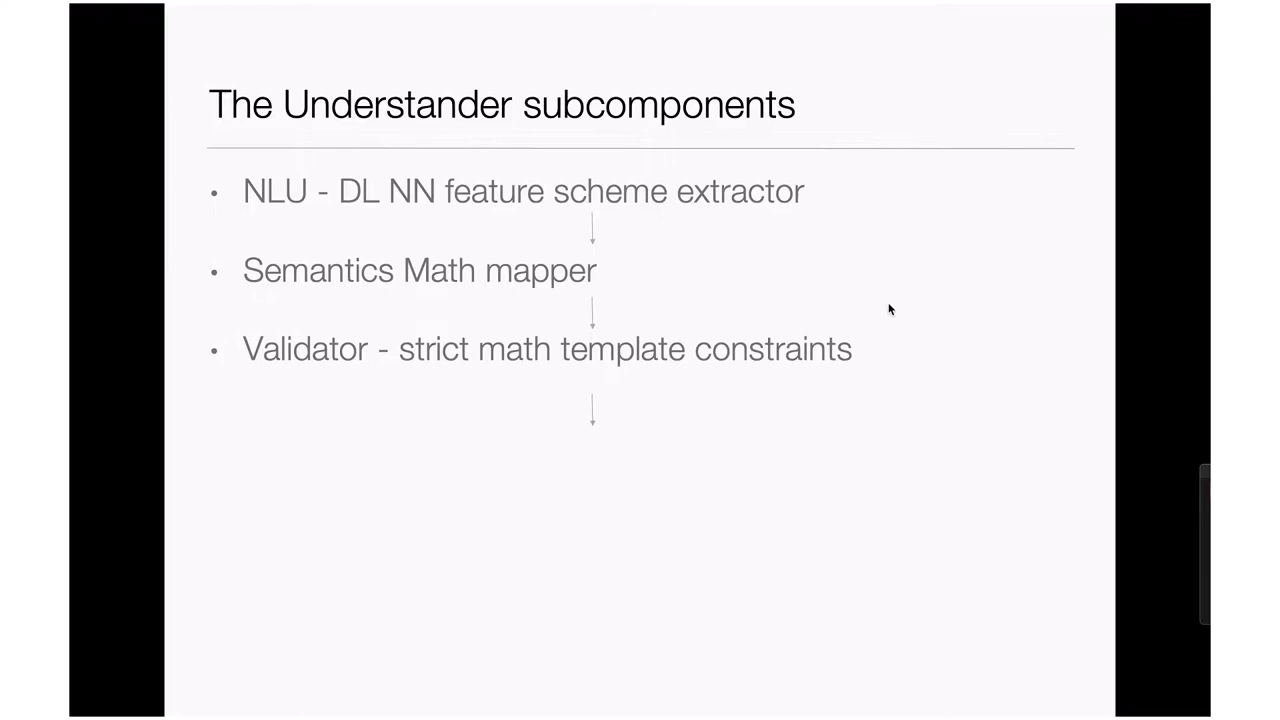 The Understander subcomponents
• NLU - DL NN feature scheme extractor
• Semantics Math mapper
• Validator - strict math template constraints